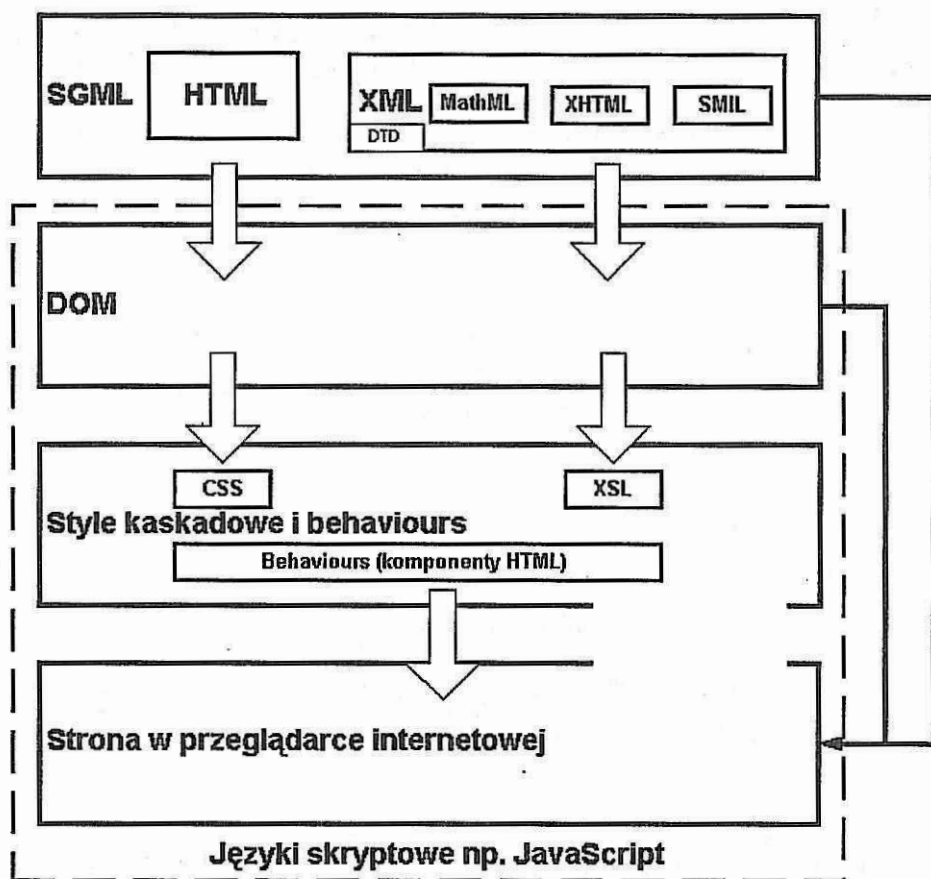 SGML
HTML
XML
MathML
XHTML
SMIL
DTD
DOM
CSS
XSL
Style kaskadowe i behaviours
Behaviours (komponenty HTML)
Strona w przeglądarce internetowej
Języki skryptowe np. JavaScript